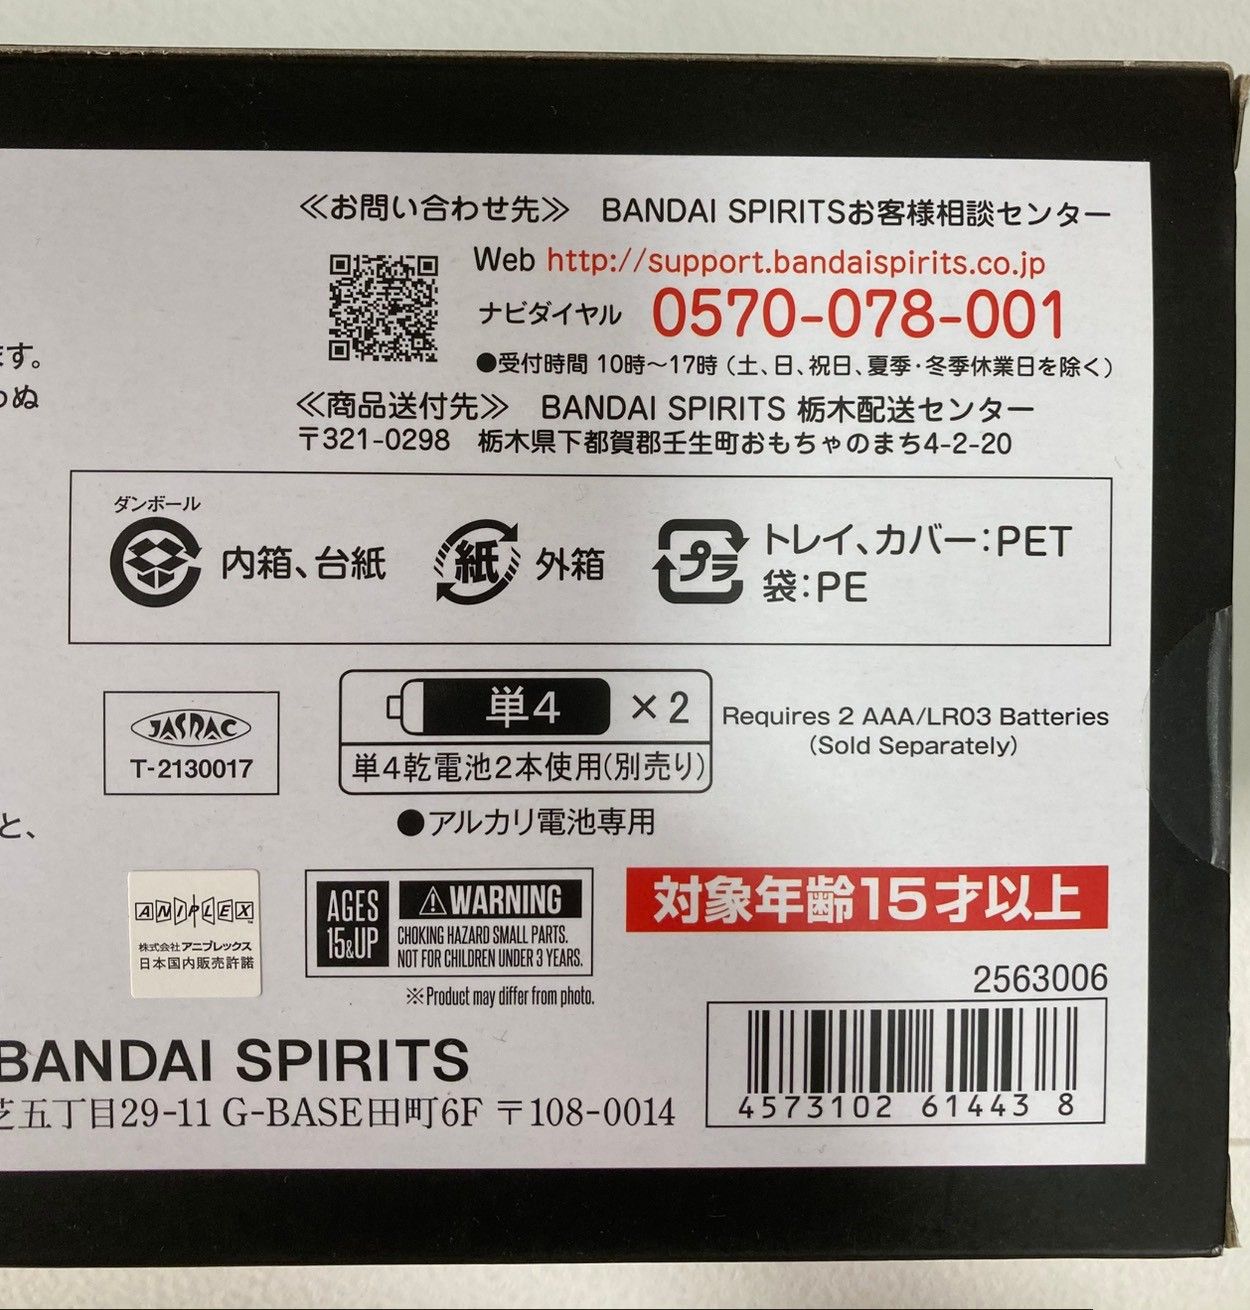 ≪お問い合わせ先≫ BANDAI SPIRITSお客様相談センター
Web http://support.bandaispirits.co.jp
ナビダイヤル 0570-078-001
●受付時間 10時～17時（土、日、祝日、夏季・冬季休業日を除く）
≪商品送付先≫ BANDAI SPIRITS 栃木配送センター
〒321-0298 栃木県下都賀郡壬生町おもちゃのまち4-2-20
ます。
わぬ
ダンボール
内箱、台紙
紙 外箱
プラ トレイ、カバー：PET
袋：PE
JASRAC
T-2130017
単4 ×2
単4乾電池2本使用(別売り)
Requires 2 AAA/LR03 Batteries
(Sold Separately)
●アルカリ電池専用
と、
ANIPLEX™
株式会社アニプレックス
日本国内販売許諾
AGES
15&UP
⚠WARNING
CHOKING HAZARD SMALL PARTS.
NOT FOR CHILDREN UNDER 3 YEARS.
※Product may differ from photo.
対象年齢15才以上
2563006
4573102 61443 8
BANDAI SPIRITS
芝五丁目29-11 G-BASE田町6F 〒108-0014